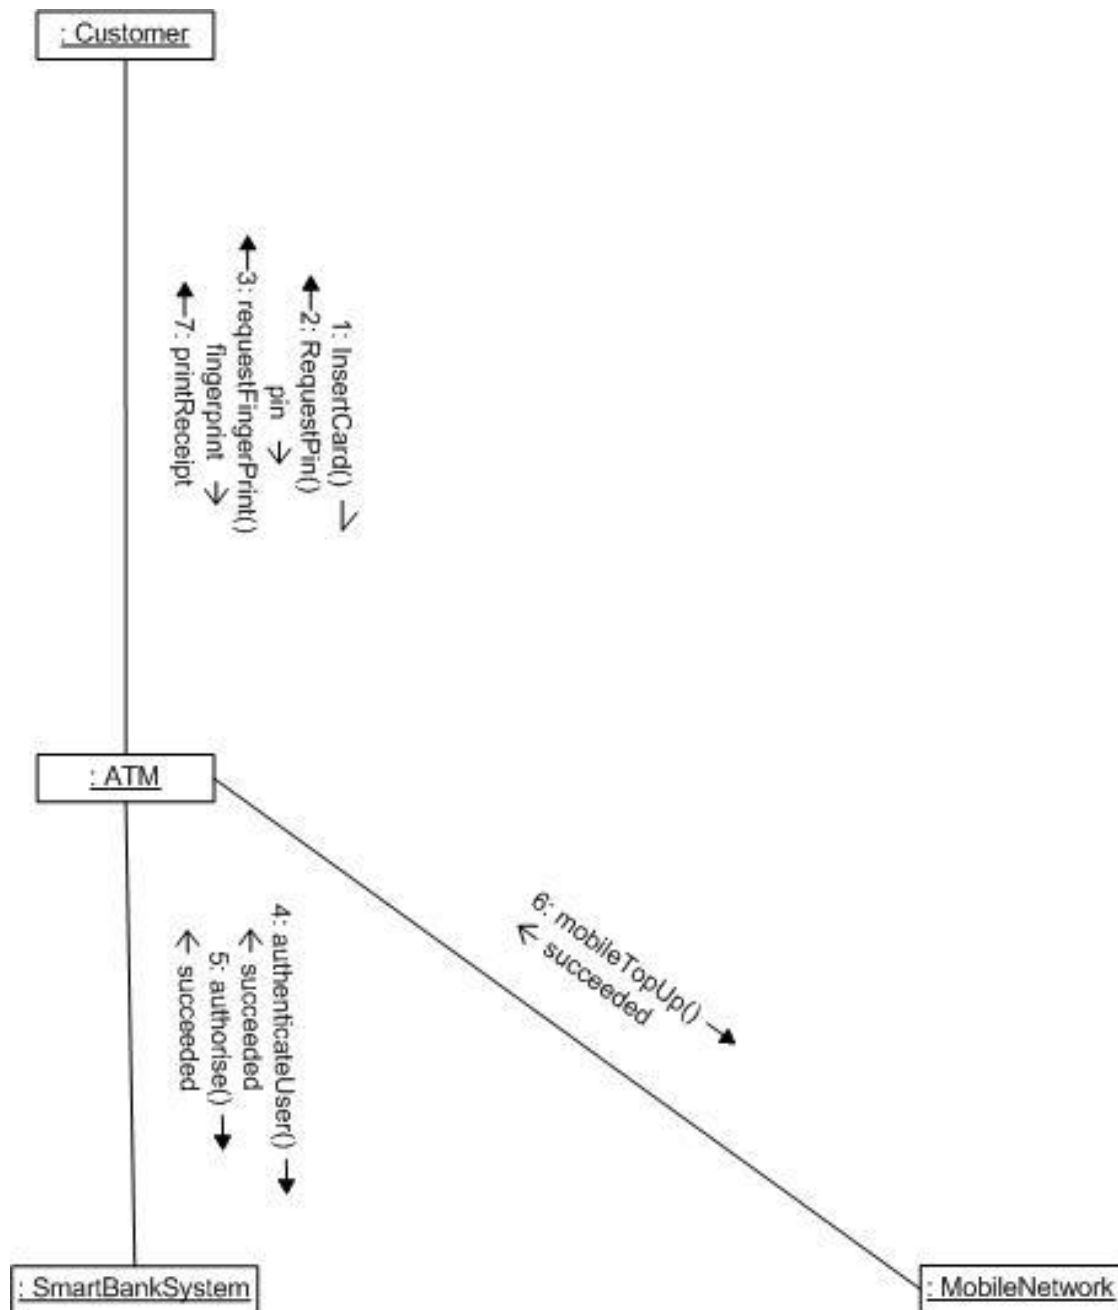 : Customer
1: InsertCard()
2: RequestPin()
pin
3: requestFingerPrint()
fingerprint
7: printReceipt
: ATM
4: authenticateUser()
succeeded
5: authorise()
succeeded
6: mobileTopUp()
succeeded
: SmartBankSystem
: MobileNetwork